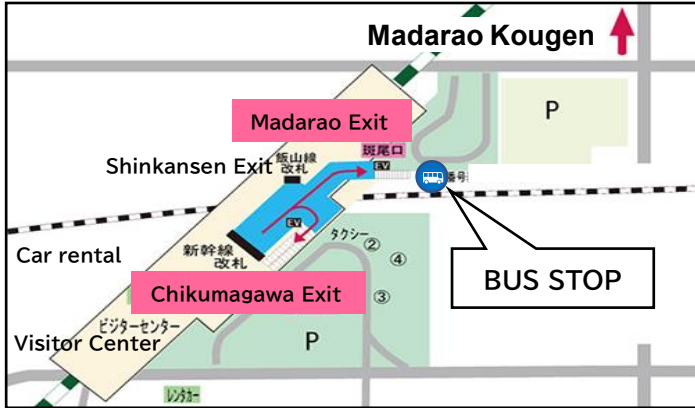 Madarao Kougen
P
Madarao Exit
斑尾口
飯山線
改札
EV
Shinkansen Exit
番号
EV
タクシー
②
④
Car rental
新幹線
改札
BUS STOP
Chikumagawa Exit
③
ビジターセンター
Visitor Center
P
レンタカー